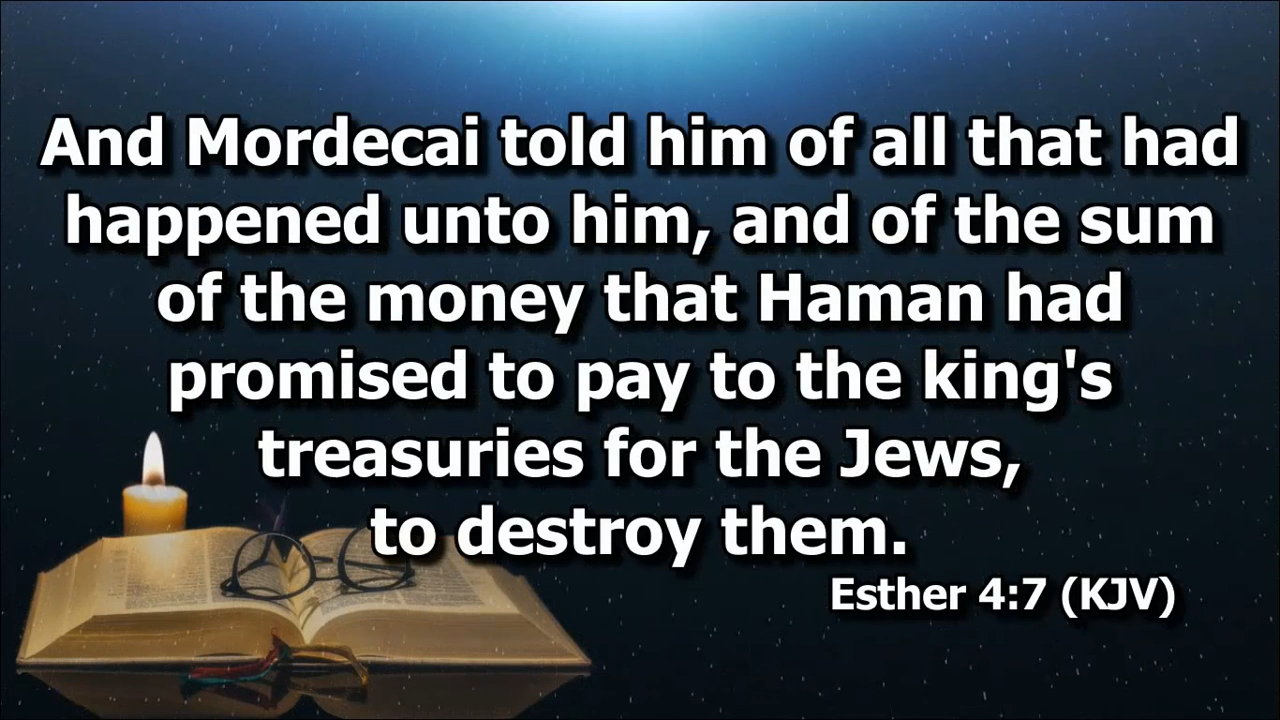 And Mordecai told him of all that had
happened unto him, and of the sum
of the money that Haman had
promised to pay to the king's
treasuries for the Jews,
to destroy them.
Esther 4:7 (KJV)